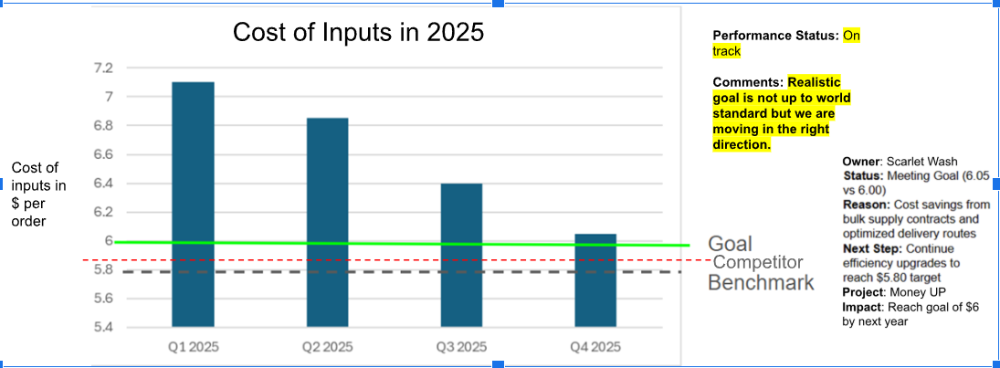 Cost of Inputs in 2025
Cost of
inputs in
$ per
order
7.2
7
6.8
6.6
6.4
6.2
6
5.8
5.6
5.4
Q1 2025
Q2 2025
Q3 2025
Q4 2025
Goal
Competitor
Benchmark
Performance Status: On
track
Comments: Realistic
goal is not up to world
standard but we are
moving in the right
direction.
Owner: Scarlet Wash
Status: Meeting Goal (6.05
vs 6.00)
Reason: Cost savings from
bulk supply contracts and
optimized delivery routes
Next Step: Continue
efficiency upgrades to
reach $5.80 target
Project: Money UP
Impact: Reach goal of $6
by next year